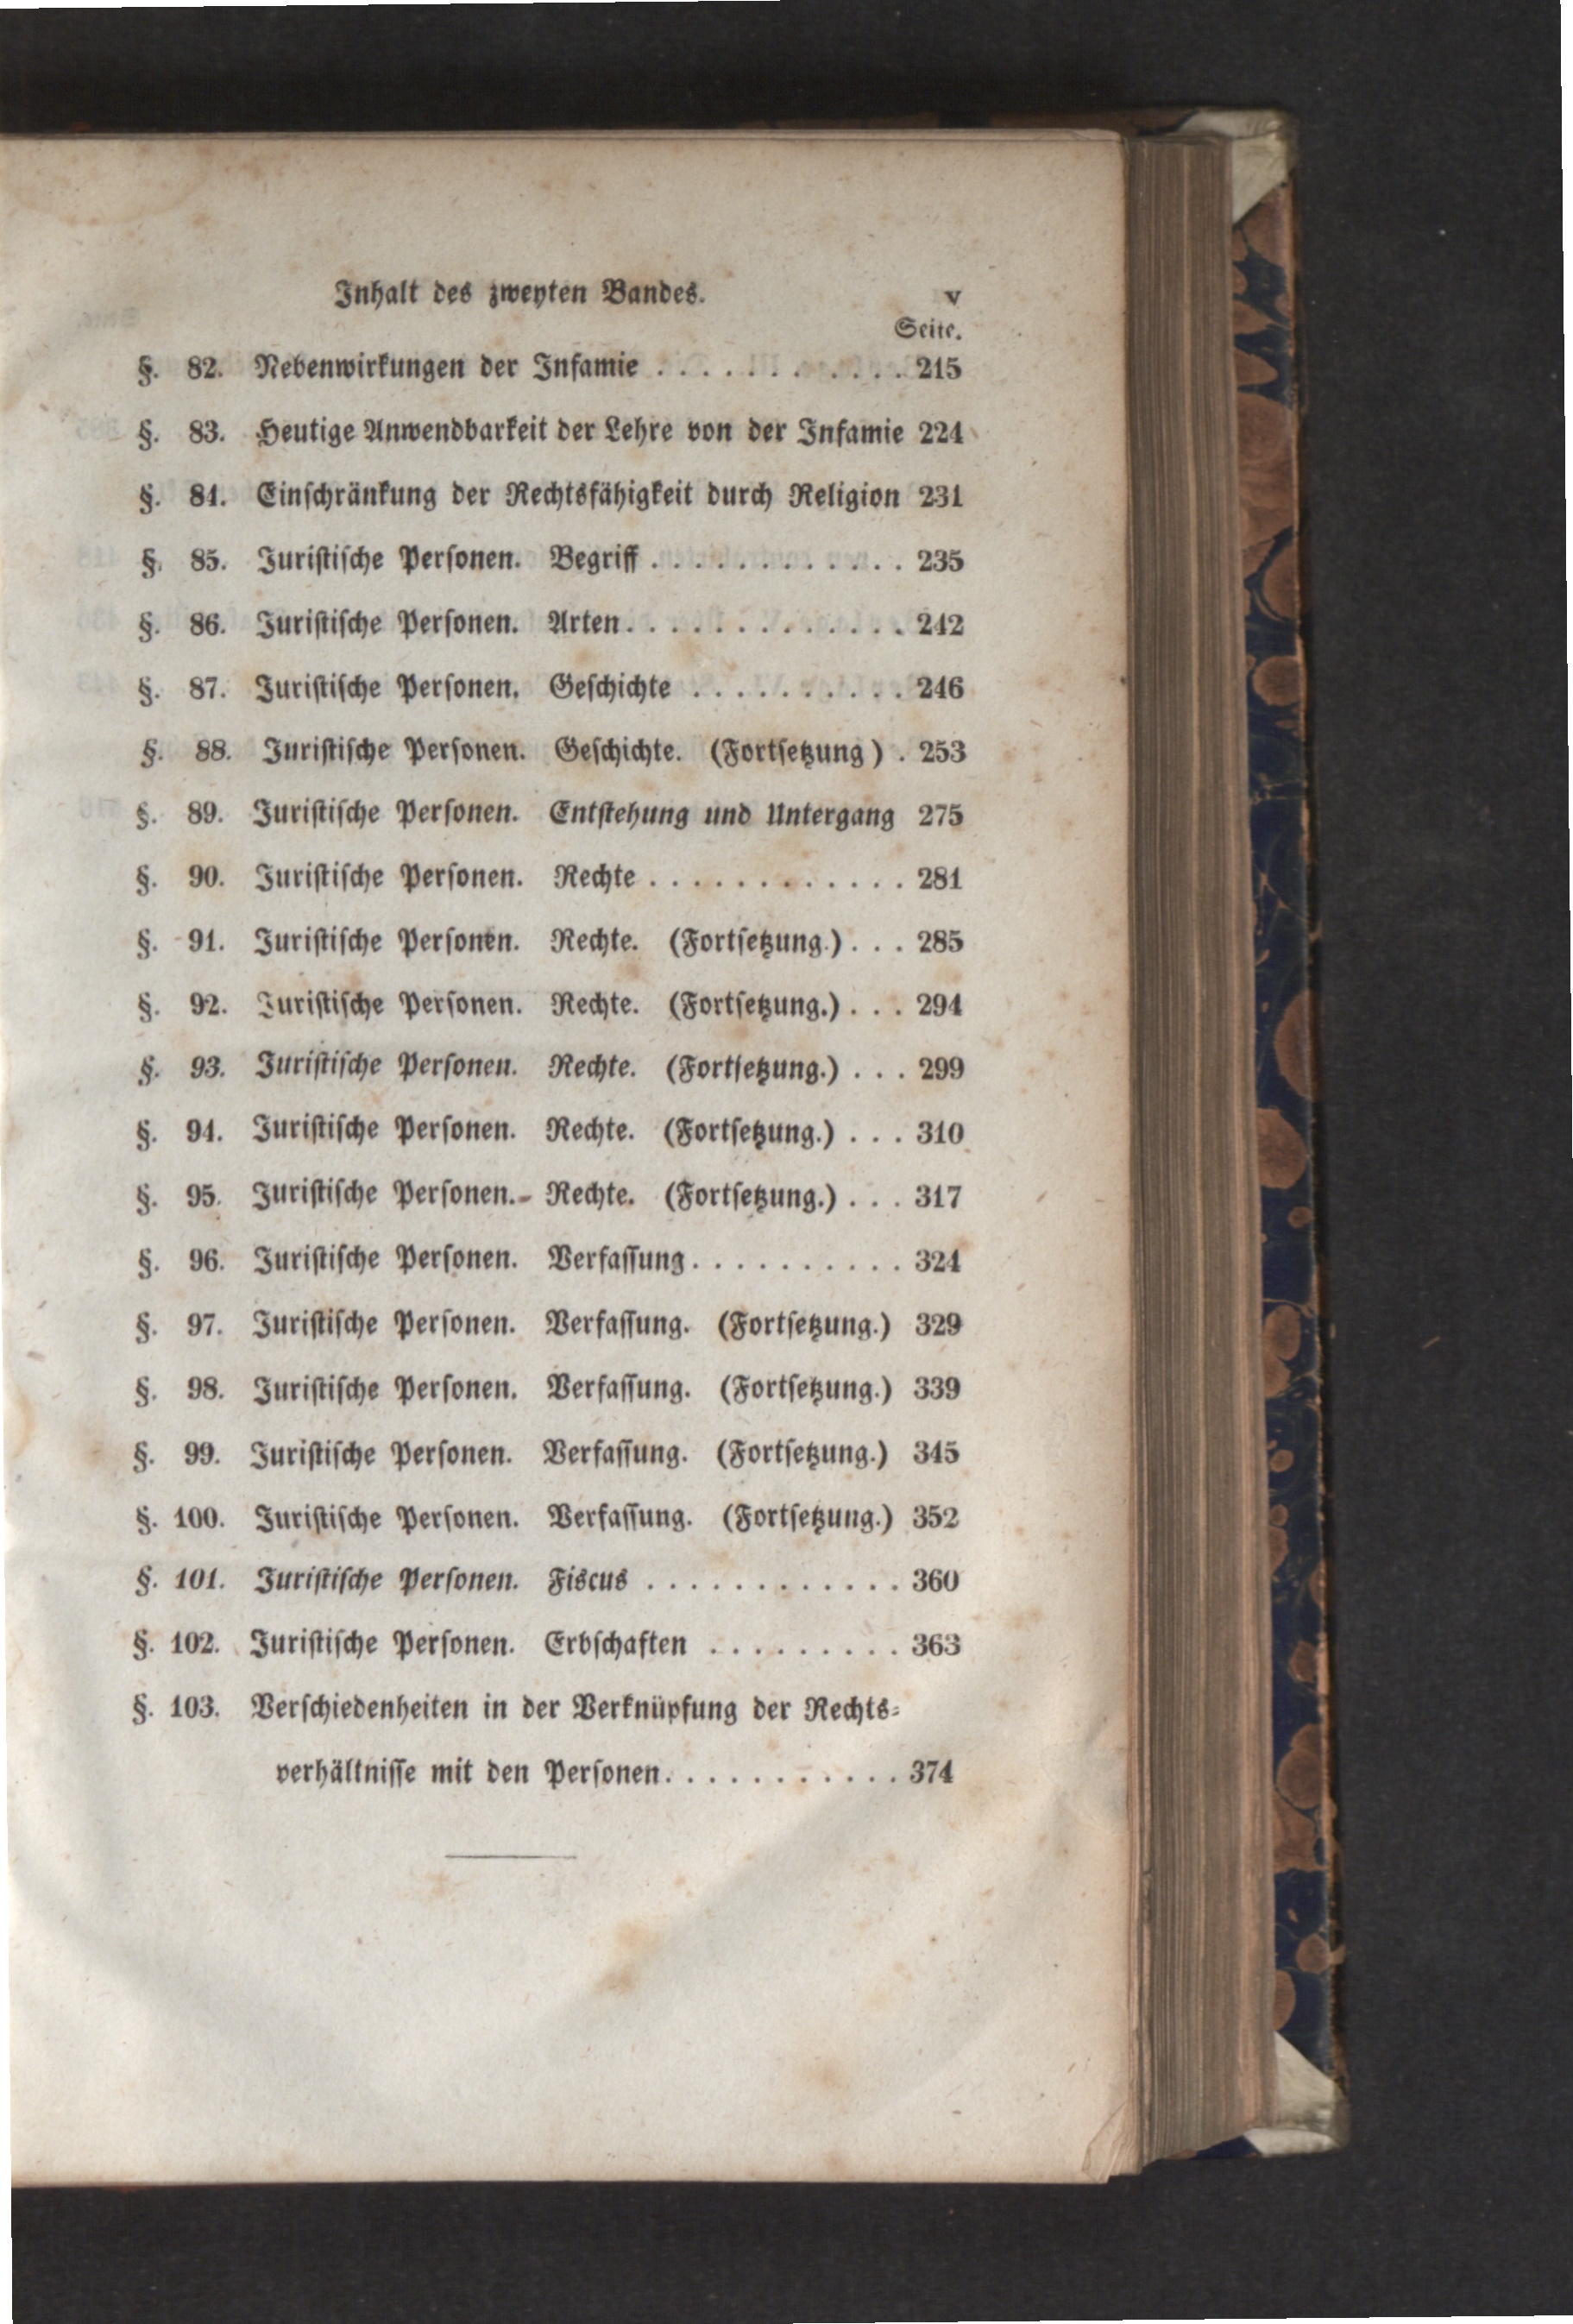 Inhalt des zweyten Bandes. V
Seite.
§. 82. Nebenwirkungen der Infamie . . . . . . . . . . . . 215
§. 83. Heutige Anwendbarkeit der Lehre von der Infamie 224
§. 84. Einſchränkung der Rechtsfähigkeit durch Religion 231
§. 85. Juriſtiſche Perſonen. Begriff . . . . . . . . . . . . 235
§. 86. Juriſtiſche Perſonen. Arten . . . . . . . . . . . . . 242
§. 87. Juriſtiſche Perſonen. Geſchichte . . . . . . . . . . 246
§. 88. Juriſtiſche Perſonen. Geſchichte. (Fortſetzung) . 253
§. 89. Juriſtiſche Perſonen. Entſtehung und Untergang 275
§. 90. Juriſtiſche Perſonen. Rechte . . . . . . . . . . . . 281
§. 91. Juriſtiſche Perſonen. Rechte. (Fortſetzung.) . . . 285
§. 92. Juriſtiſche Perſonen. Rechte. (Fortſetzung.) . . . 294
§. 93. Juriſtiſche Perſonen. Rechte. (Fortſetzung.) . . . 299
§. 94. Juriſtiſche Perſonen. Rechte. (Fortſetzung.) . . . 310
§. 95. Juriſtiſche Perſonen. Rechte. (Fortſetzung.) . . . 317
§. 96. Juriſtiſche Perſonen. Verfaſſung . . . . . . . . . . 324
§. 97. Juriſtiſche Perſonen. Verfaſſung. (Fortſetzung.) 329
§. 98. Juriſtiſche Perſonen. Verfaſſung. (Fortſetzung.) 339
§. 99. Juriſtiſche Perſonen. Verfaſſung. (Fortſetzung.) 345
§. 100. Juriſtiſche Perſonen. Verfaſſung. (Fortſetzung.) 352
§. 101. Juriſtiſche Perſonen. Fiscus . . . . . . . . . . . . 360
§. 102. Juriſtiſche Perſonen. Erbſchaften . . . . . . . . . 363
§. 103. Verſchiedenheiten in der Verknüpfung der Rechts⸗
verhältniſſe mit den Perſonen . . . . . . . . . . . 374